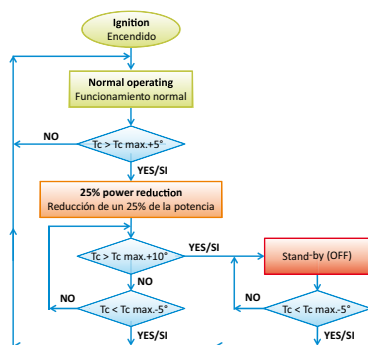 Ignition
Encendido
Normal operating
Funcionamiento normal
NO
Tc > Tc max.+5°
YES/SI
25% power reduction
Reducción de un 25% de la potencia
Tc > Tc max.+10°
YES/SI
Stand-by (OFF)
NO
NO
Tc < Tc max.-5°
NO
Tc < Tc max.-5°
YES/SI
YES/SI